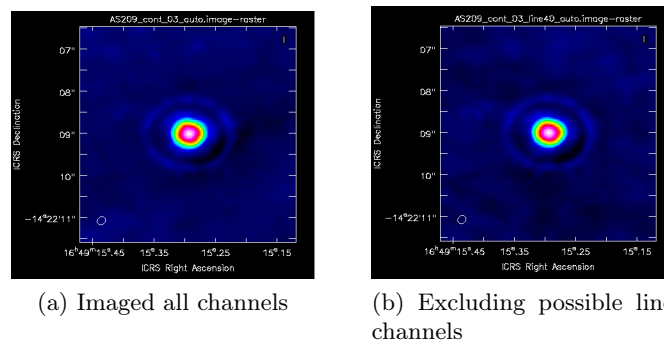 AS209_cont_03_auto.image-raster
07"
08"
09"
10"
-14°22'11"
ICRS Declination
16ʰ49ᵐ15ˢ.45
15ˢ.35
15ˢ.25
15ˢ.15
ICRS Right Ascension
(a) Imaged all channels
AS209_cont_03_line40_auto.image-raster
07"
08"
09"
10"
-14°22'11"
ICRS Declination
16ʰ49ᵐ15ˢ.45
15ˢ.35
15ˢ.25
15ˢ.15
ICRS Right Ascension
(b) Excluding possible line
channels